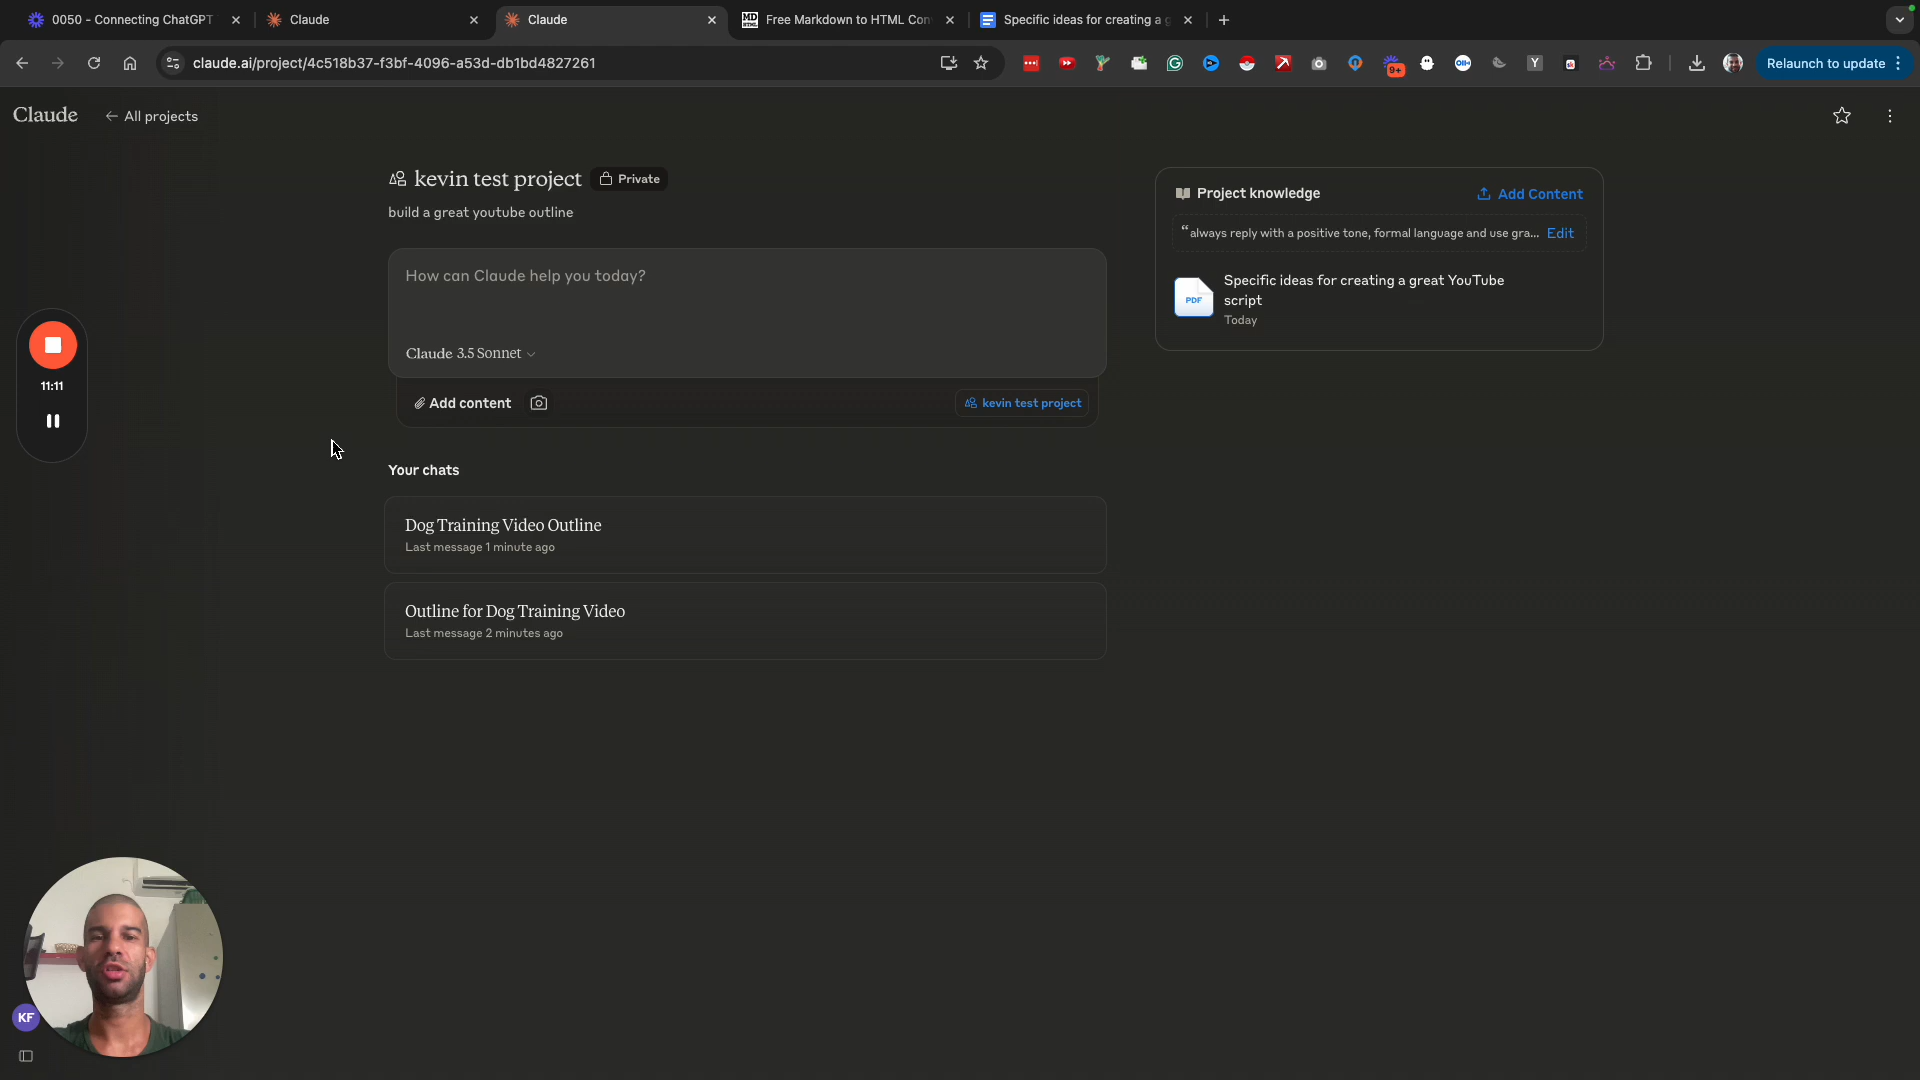 0050 - Connecting ChatGPT
Claude
Claude
Free Markdown to HTML Con
Specific ideas for creating a g
claude.ai/project/4c518b37-f3bf-4096-a53d-db1bd4827261
9+
Relaunch to update
Claude
All projects
kevin test project
Private
build a great youtube outline
Project knowledge
Add Content
“always reply with a positive tone, formal language and use gra...
Edit
How can Claude help you today?
Specific ideas for creating a great YouTube
script
PDF
Today
Claude 3.5 Sonnet
11:11
Add content
kevin test project
Your chats
Dog Training Video Outline
Last message 1 minute ago
Outline for Dog Training Video
Last message 2 minutes ago
KF